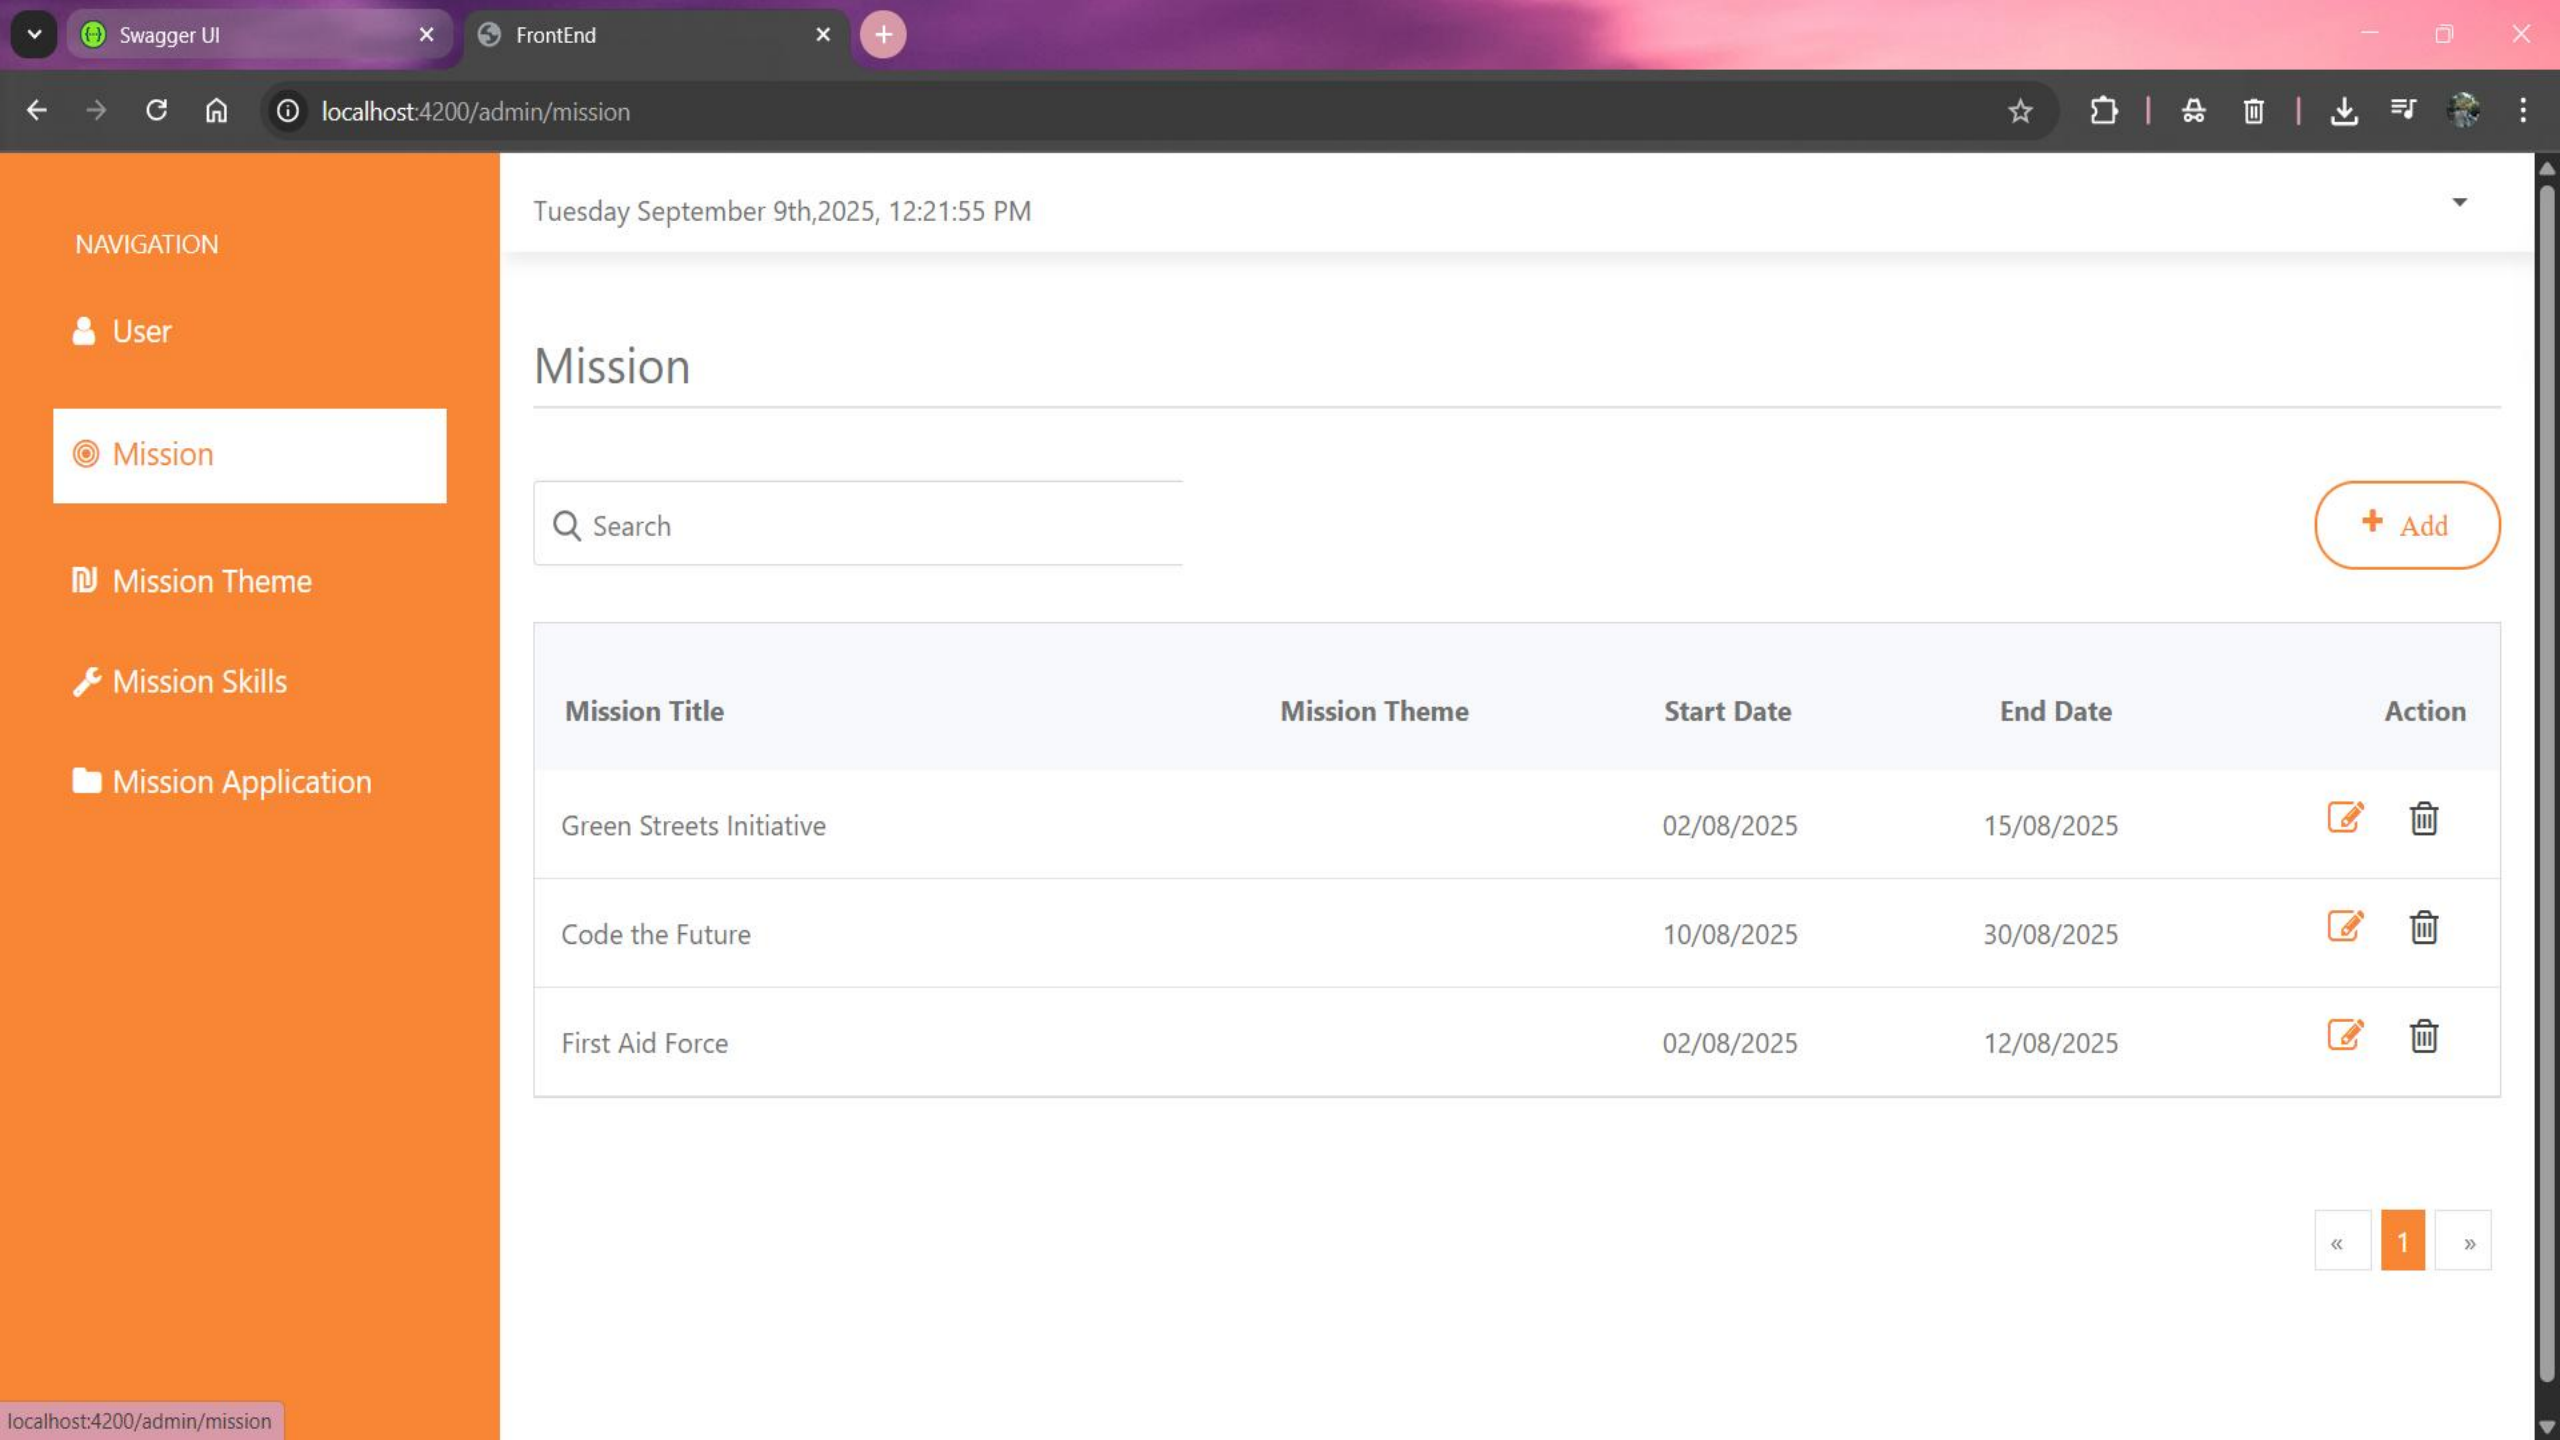 Swagger UI
FrontEnd
localhost:4200/admin/mission
Tuesday September 9th,2025, 12:21:55 PM
NAVIGATION
User
Mission
Mission Theme
Mission Skills
Mission Application
Mission
Search
Add
Mission Title Mission Theme Start Date End Date Action
Green Streets Initiative 02/08/2025 15/08/2025
Code the Future 10/08/2025 30/08/2025
First Aid Force 02/08/2025 12/08/2025
« 1 »
localhost:4200/admin/mission